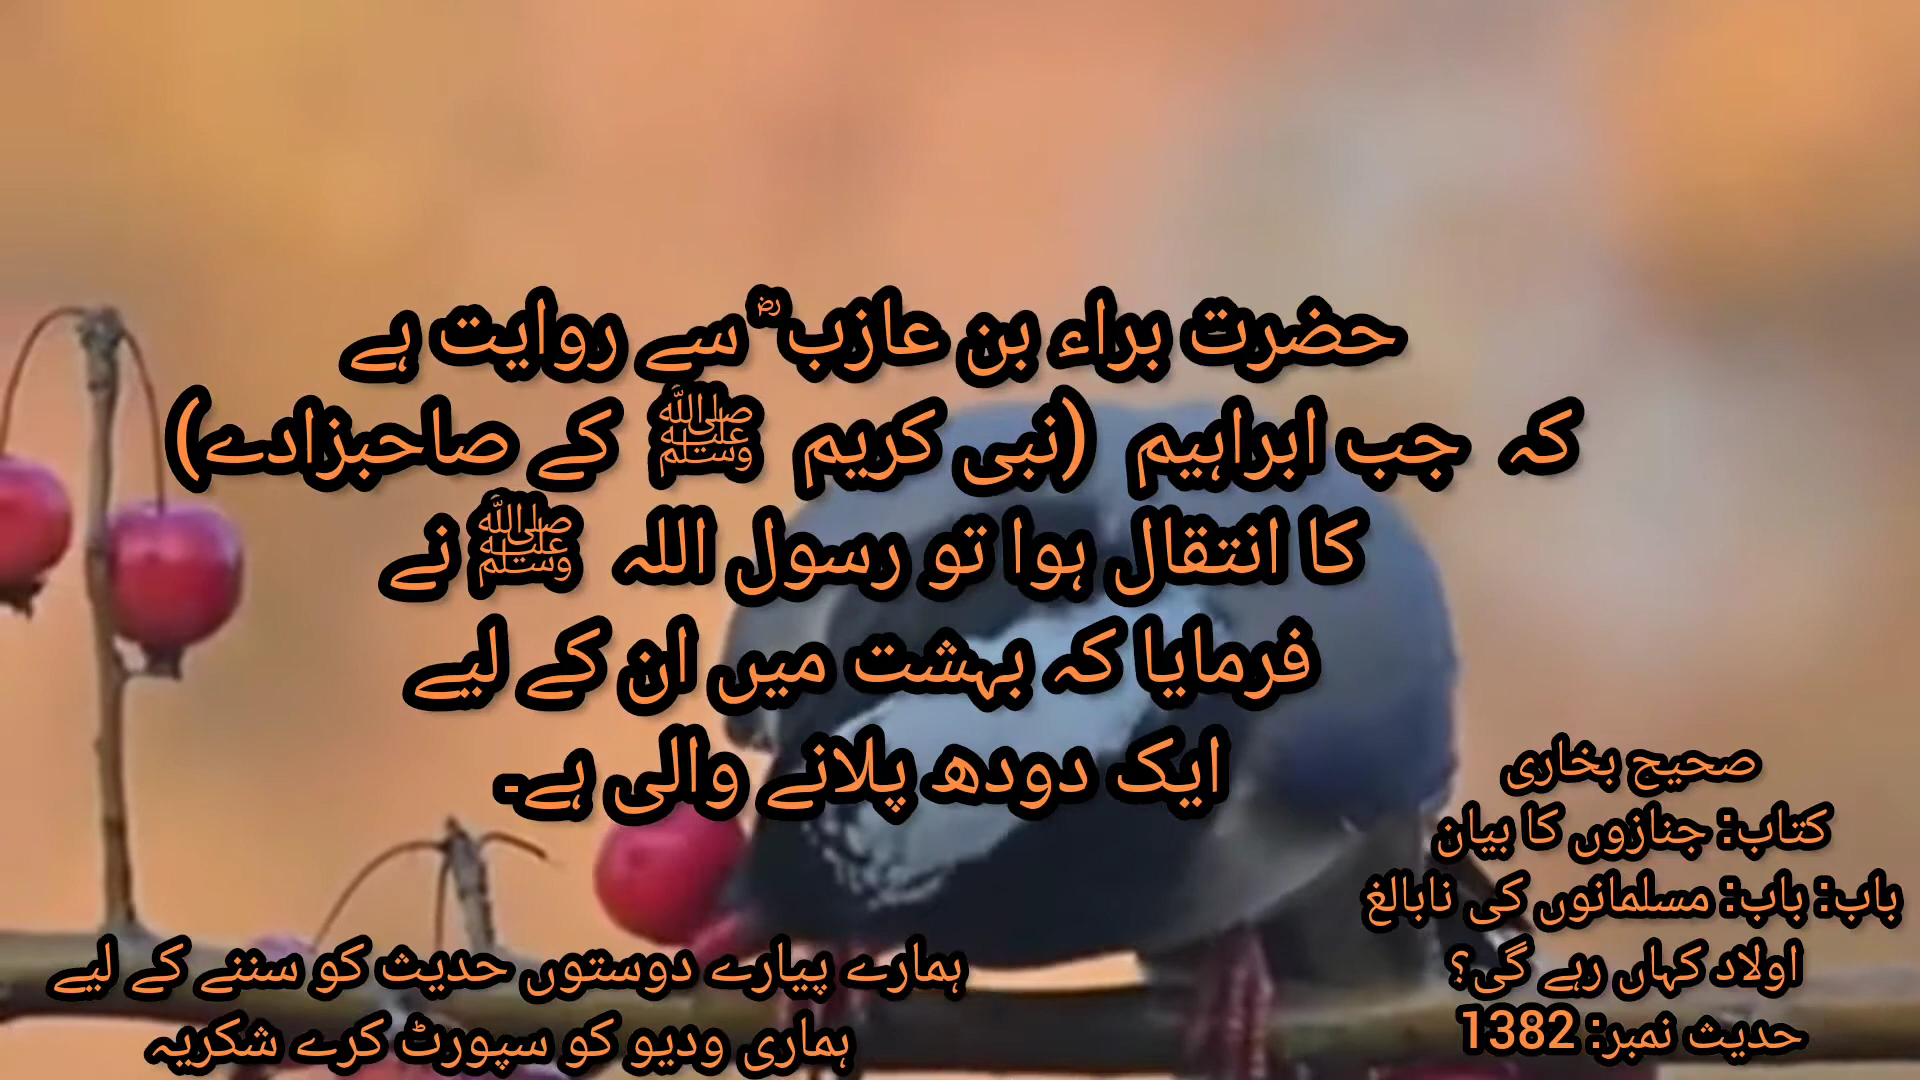 حضرت براء بن عازب ؓ سے روایت ہے
کہ جب ابراہیم (نبی کریم ﷺ کے صاحبزادے)
کا انتقال ہوا تو رسول اللہ ﷺ نے
فرمایا کہ بہشت میں ان کے لیے
ایک دودھ پلانے والی ہے۔
صحیح بخاری
کتاب: جنازوں کا بیان
باب: باب: مسلمانوں کی نابالغ
اولاد کہاں رہے گی؟
حدیث نمبر: 1382
ہمارے پیارے دوستوں حدیث کو سننے کے لیے
ہماری ودیو کو سپورٹ کرے شکریہ